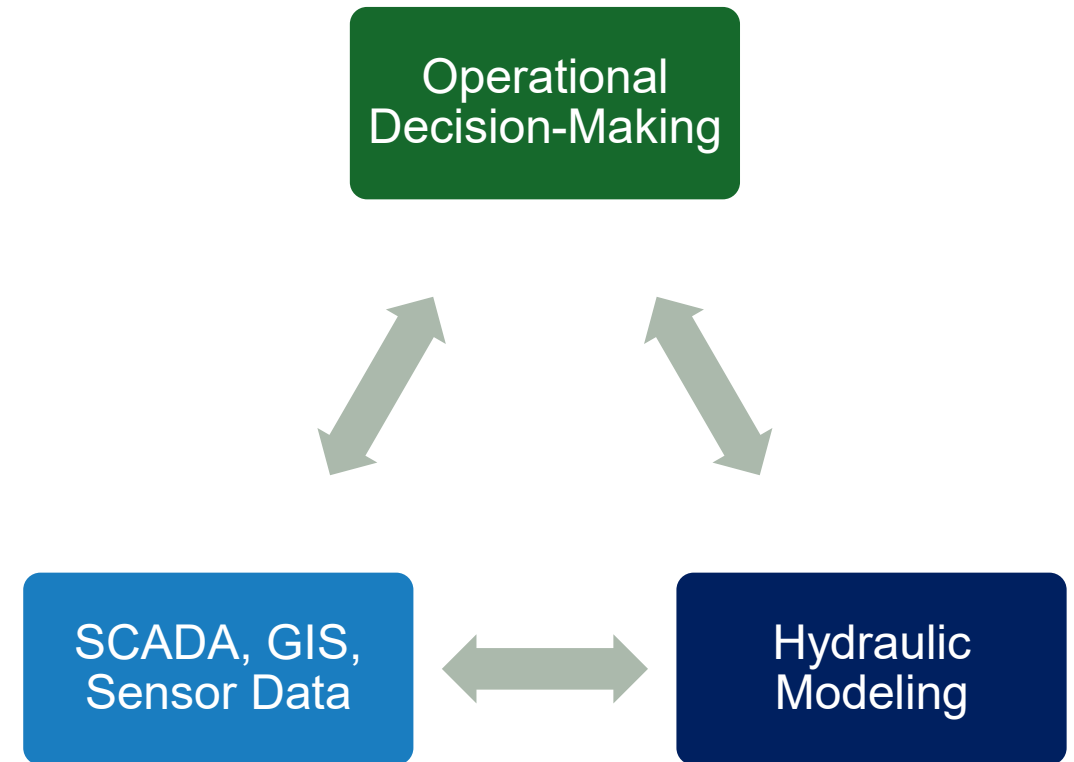 Operational
Decision-Making
SCADA, GIS,
Sensor Data
Hydraulic
Modeling